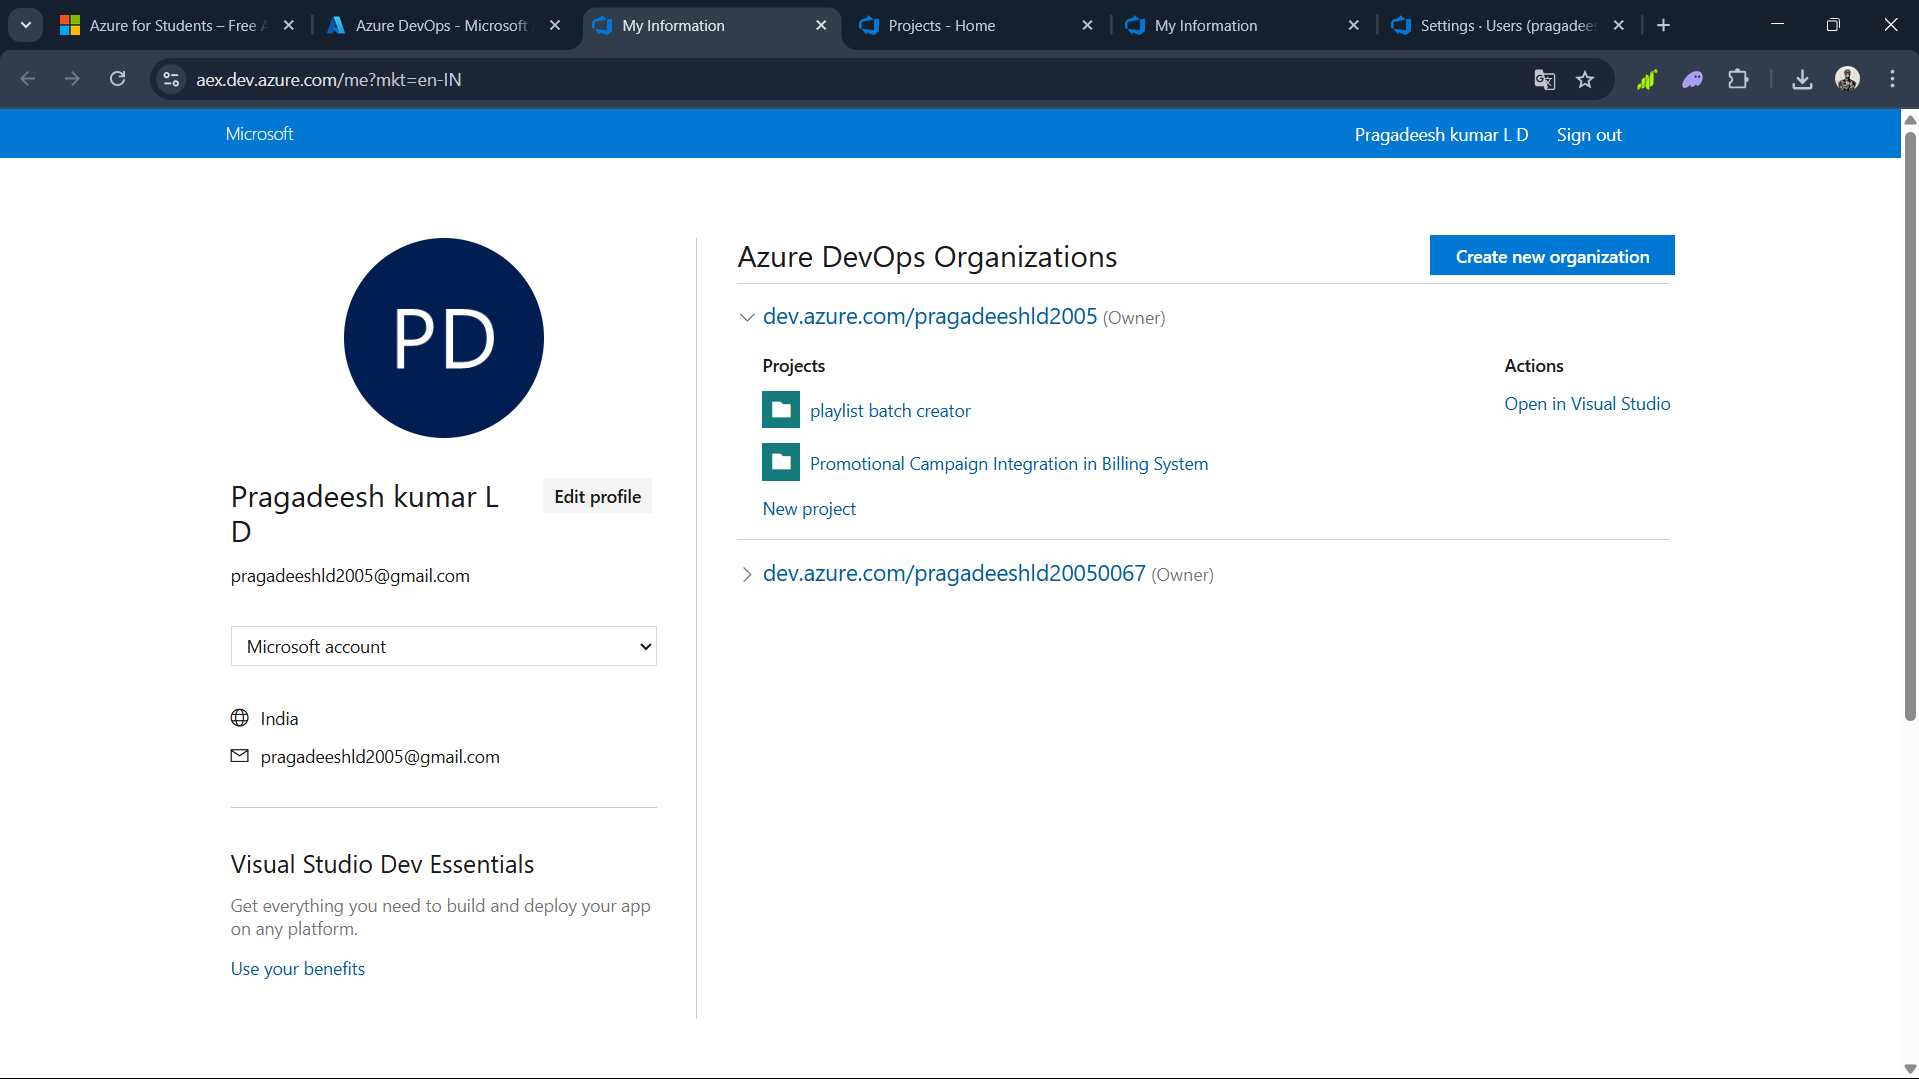 Azure for Students – Free
Azure DevOps - Microsoft
My Information
Projects - Home
My Information
Settings · Users (pragadees
aex.dev.azure.com/me?mkt=en-IN
Microsoft
Pragadeesh kumar L D
Sign out
PD
Pragadeesh kumar L
D
Edit profile
pragadeeshld2005@gmail.com
Microsoft account
India
pragadeeshld2005@gmail.com
Visual Studio Dev Essentials
Get everything you need to build and deploy your app
on any platform.
Use your benefits
Azure DevOps Organizations
Create new organization
dev.azure.com/pragadeeshld2005 (Owner)
Projects
Actions
playlist batch creator
Open in Visual Studio
Promotional Campaign Integration in Billing System
New project
dev.azure.com/pragadeeshld20050067 (Owner)